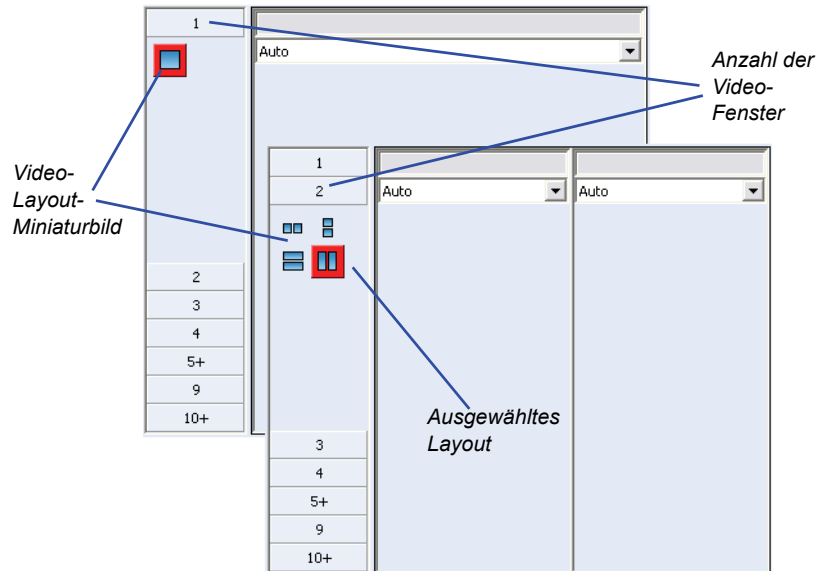 1
Auto
Anzahl der
Video-
Fenster
Video-
Layout-
Miniaturbild
2
3
4
5+
9
10+
1
2
Auto
Auto
Ausgewähltes
Layout
3
4
5+
9
10+